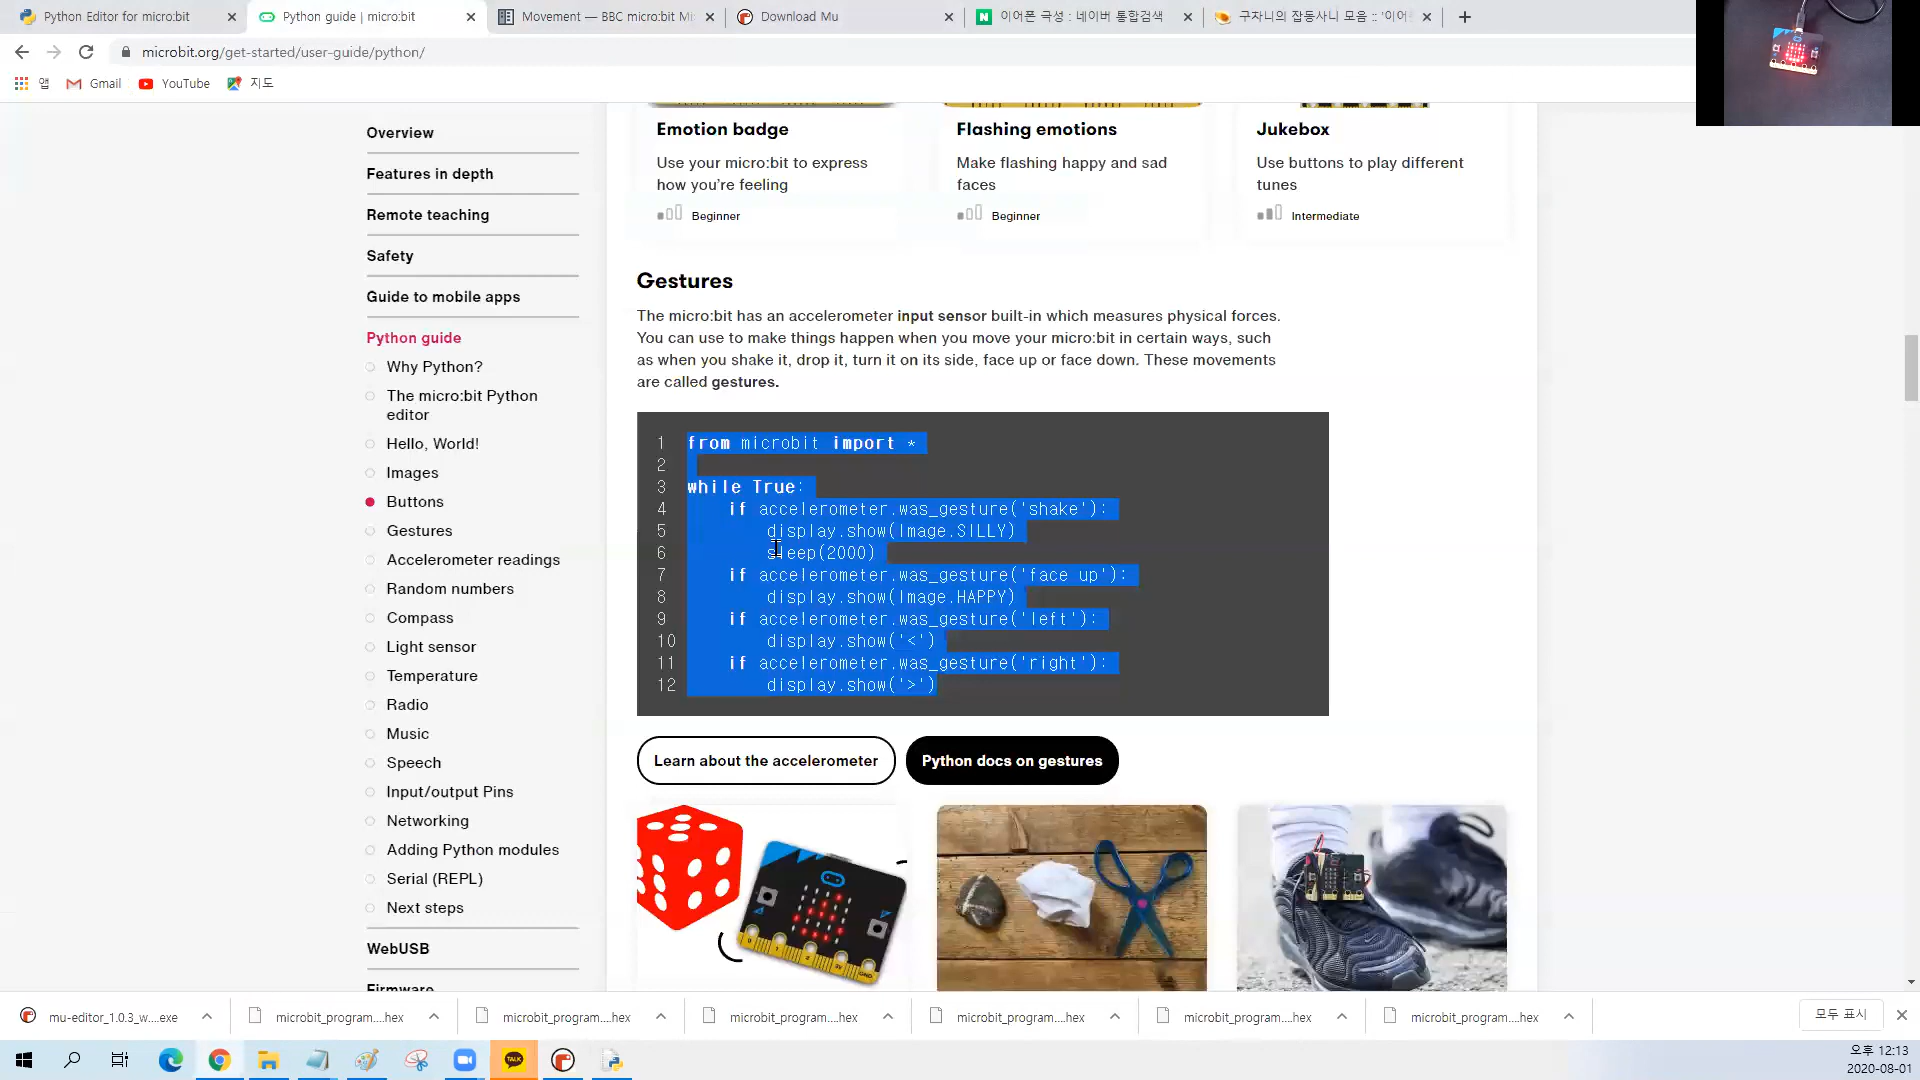 Python Editor for micro:bit
Python guide | micro:bit
Movement — BBC micro:bit Mi
Download Mu
이어폰 극성 : 네이버 통합검색
구자니의 잡동사니 모음 :: '이어
microbit.org/get-started/user-guide/python/
앱
Gmail
YouTube
지도
Overview
Features in depth
Remote teaching
Safety
Guide to mobile apps
Python guide
Why Python?
The micro:bit Python
editor
Hello, World!
Images
Buttons
Gestures
Accelerometer readings
Random numbers
Compass
Light sensor
Temperature
Radio
Music
Speech
Input/output Pins
Networking
Adding Python modules
Serial (REPL)
Next steps
WebUSB
Firmware
Emotion badge
Use your micro:bit to express
how you're feeling
Beginner
Flashing emotions
Make flashing happy and sad
faces
Beginner
Jukebox
Use buttons to play different
tunes
Intermediate
Gestures
The micro:bit has an accelerometer input sensor built-in which measures physical forces.
You can use to make things happen when you move your micro:bit in certain ways, such
as when you shake it, drop it, turn it on its side, face up or face down. These movements
are called gestures.
1 from microbit import *
2
3 while True:
4 if accelerometer.was_gesture('shake'):
5 display.show(Image.SILLY)
6 sleep(2000)
7 if accelerometer.was_gesture('face up'):
8 display.show(Image.HAPPY)
9 if accelerometer.was_gesture('left'):
10 display.show('<')
11 if accelerometer.was_gesture('right'):
12 display.show('>')
Learn about the accelerometer
Python docs on gestures
mu-editor_1.0.3_w....exe
microbit_program....hex
microbit_program....hex
microbit_program....hex
microbit_program....hex
microbit_program....hex
microbit_program....hex
모두 표시
TALK
오후 12:13
2020-08-01